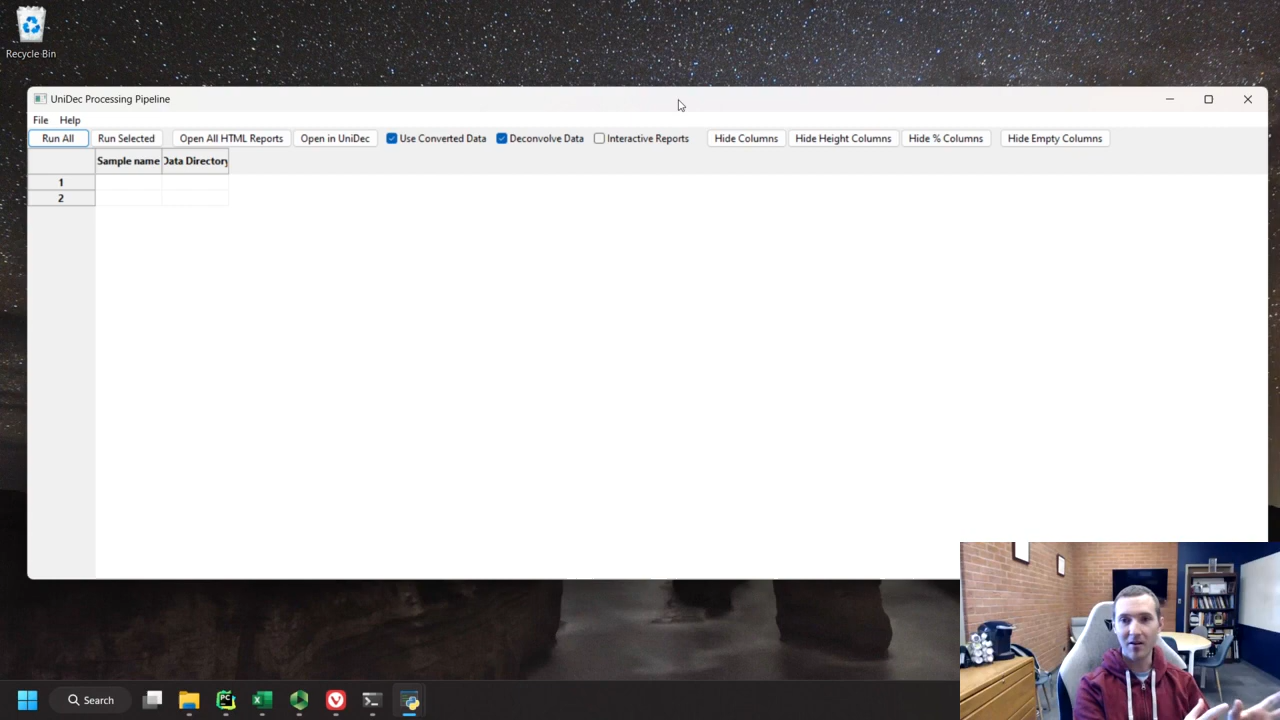 Recycle Bin
UniDec Processing Pipeline
File Help
Run All Run Selected Open All HTML Reports Open in UniDec Use Converted Data Deconvolve Data Interactive Reports Hide Columns Hide Height Columns Hide % Columns Hide Empty Columns
Sample name Data Directory
1
2
PC
Search